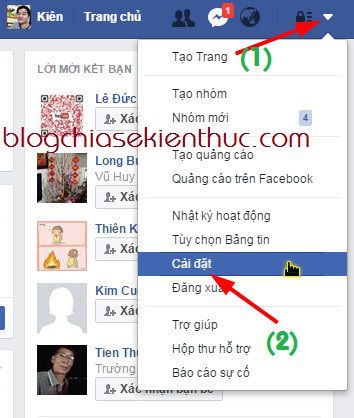 Kiên Trang chủ 1
LỜI MỜI KẾT BẠN
Tạo Trang
(1)
Lê Đức
Xác
Tạo nhóm
Nhóm mới 4
blogchiasekienthuc.com
Long Bu
Vũ Huy
Xác
Tạo quảng cáo
Quảng cáo trên Facebook
Thiên K
Xác
Nhật ký hoạt động
Tùy chọn Bảng tin
Cài đặt
Kim Cu
Xác
Đăng xuất
(2)
Tien Thu
Trường
Xác nhận bạn bè
Trợ giúp
Hộp thư hỗ trợ
Báo cáo sự cố